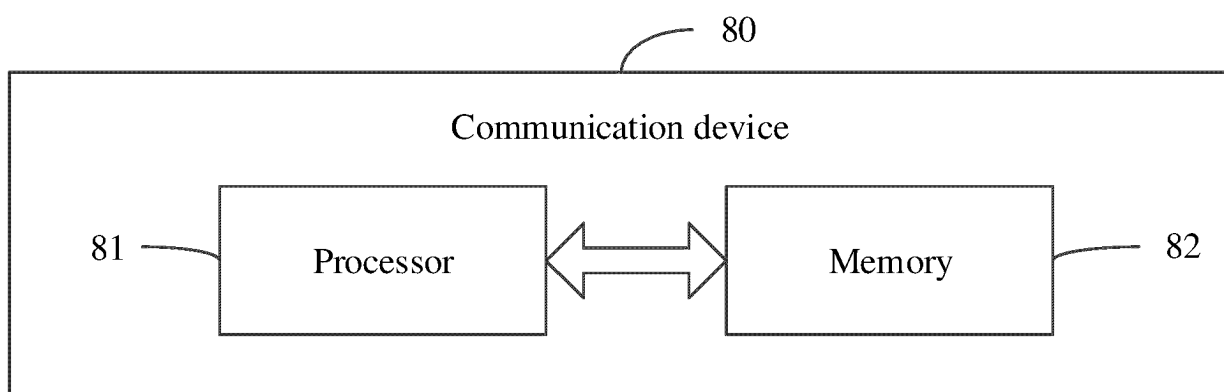 80
Communication device
81
Processor
Memory
82